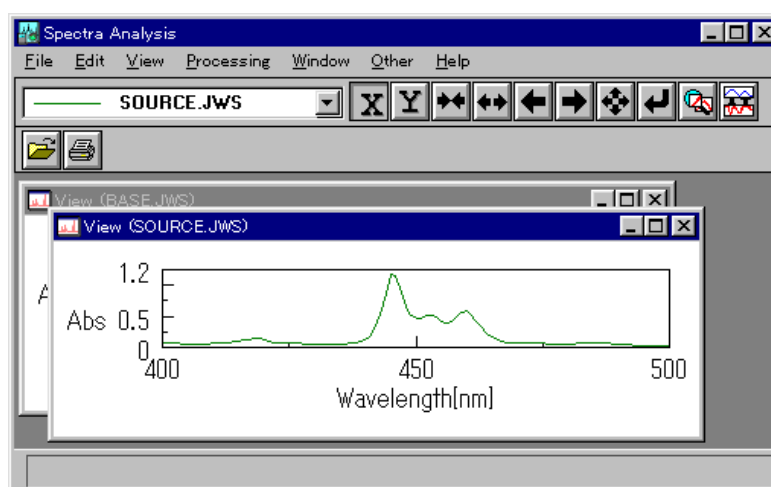 Spectra Analysis
File Edit View Processing Window Other Help
SOURCE.JWS X Y
View (BASE.JWS)
View (SOURCE.JWS)
A
1.2
Abs 0.5
0
400 450 500
Wavelength[nm]